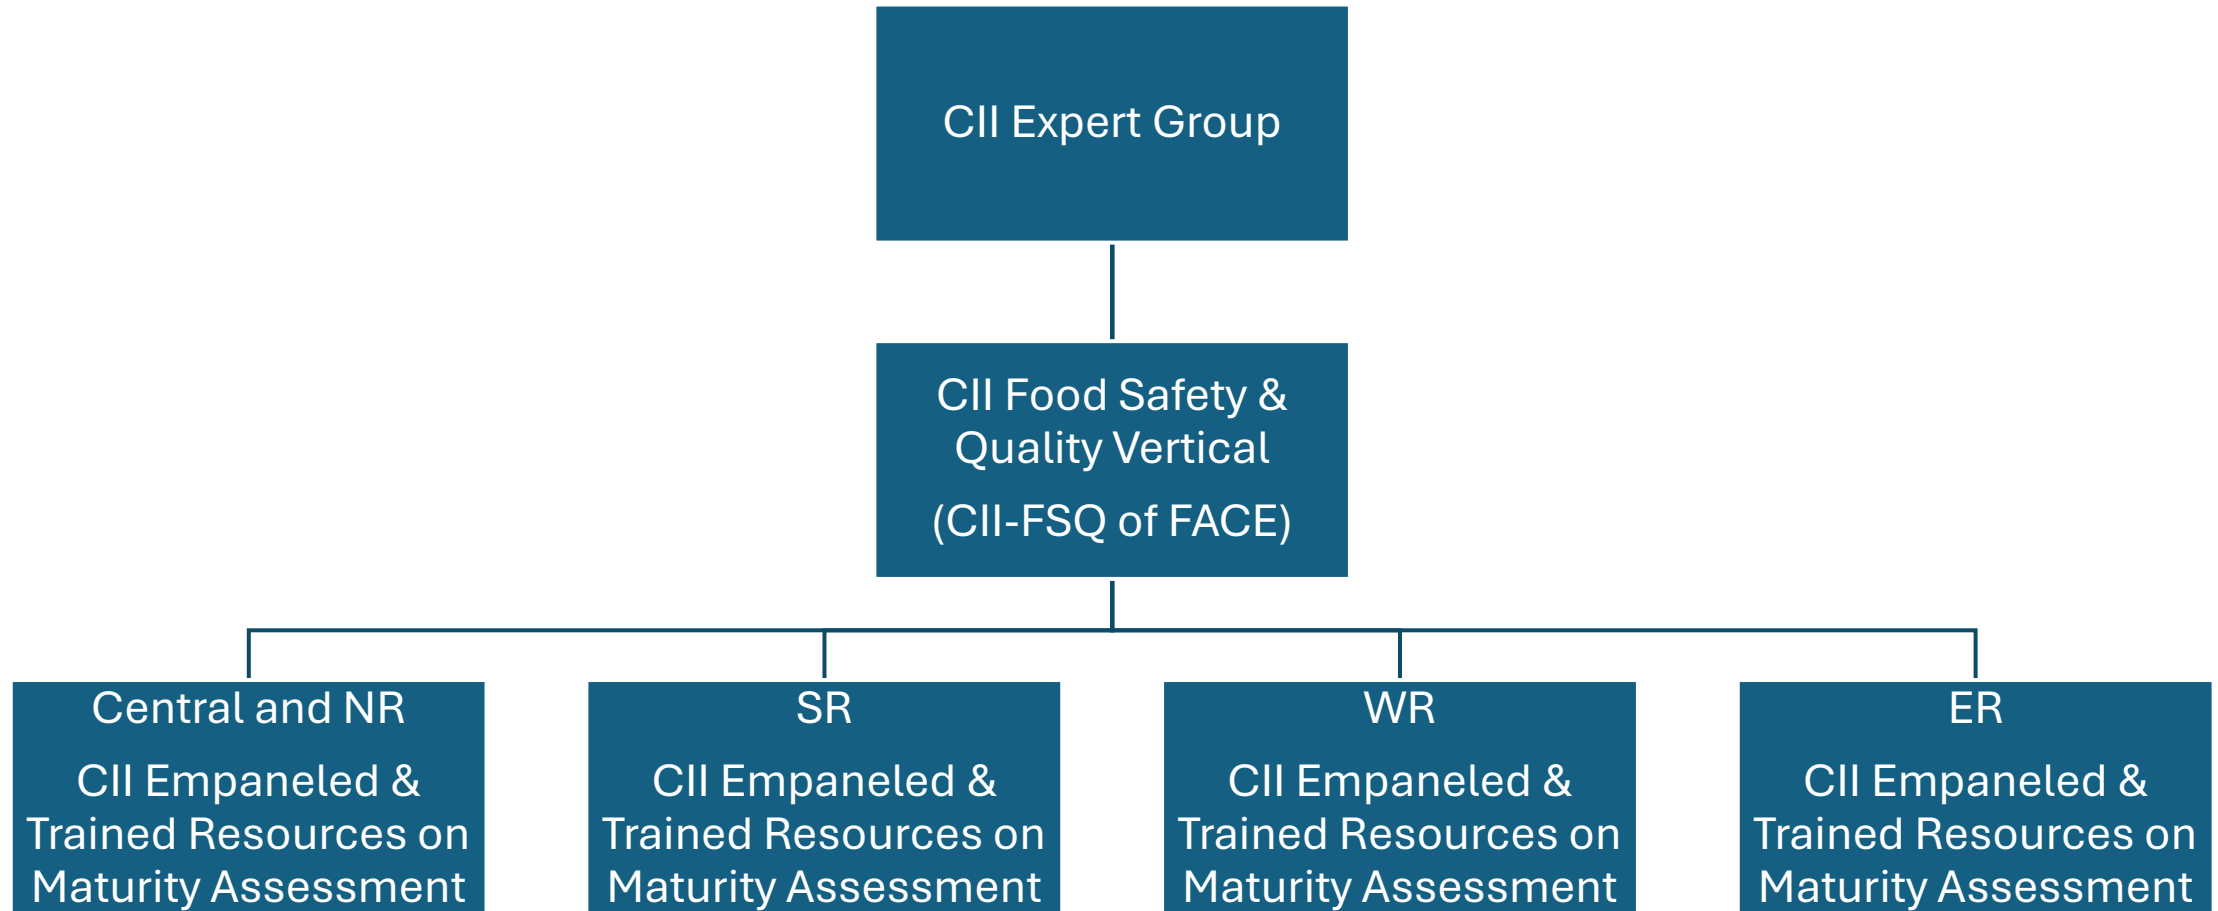 CII Expert Group
CII Food Safety &
Quality Vertical
(CII-FSQ of FACE)
Central and NR
CII Empaneled &
Trained Resources on
Maturity Assessment
SR
CII Empaneled &
Trained Resources on
Maturity Assessment
WR
CII Empaneled &
Trained Resources on
Maturity Assessment
ER
CII Empaneled &
Trained Resources on
Maturity Assessment